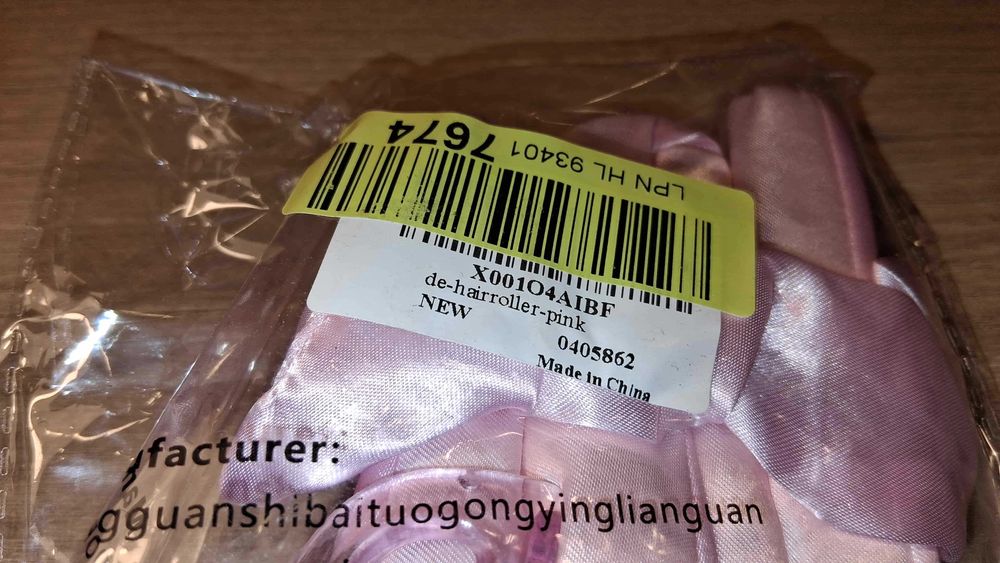 LPN HL 93401 7674
X001O4AIBF
de-hairroller-pink
NEW
0405862
Made in China
facturer:
gguanshibaituogongyinglianguan